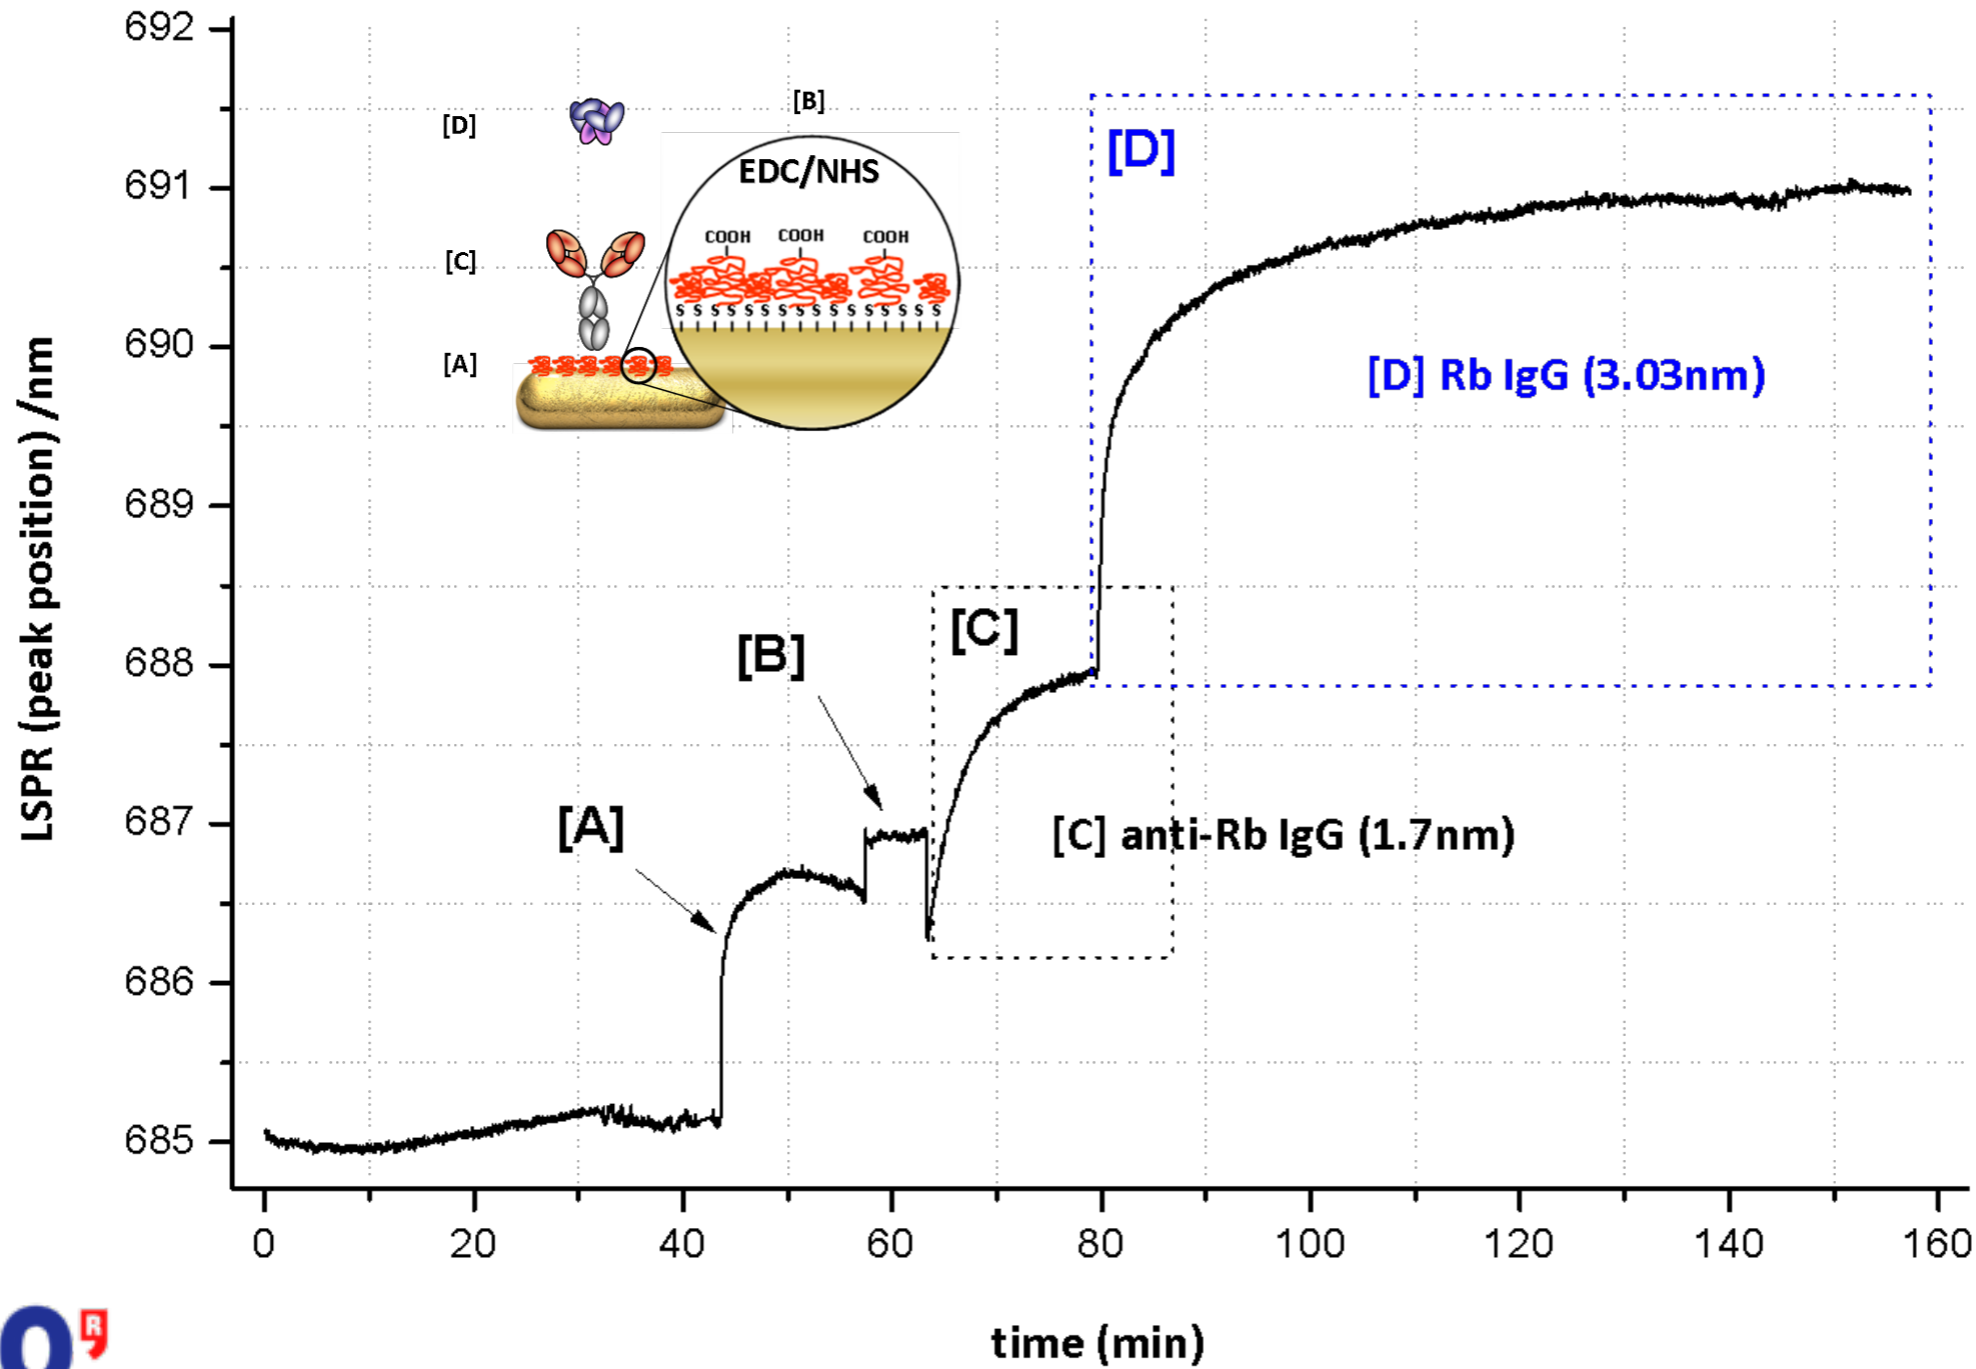 LSPR (peak position) /nm
692
691
690
689
688
687
686
685
0
20
40
60
80
100
120
140
160
time (min)
[D]
[C]
[A]
[B]
EDC/NHS
COOH
COOH
COOH
S S S S S S S S S S S S S S S S
[A]
[B]
[C]
[C] anti-Rb IgG (1.7nm)
[D]
[D] Rb IgG (3.03nm)
R